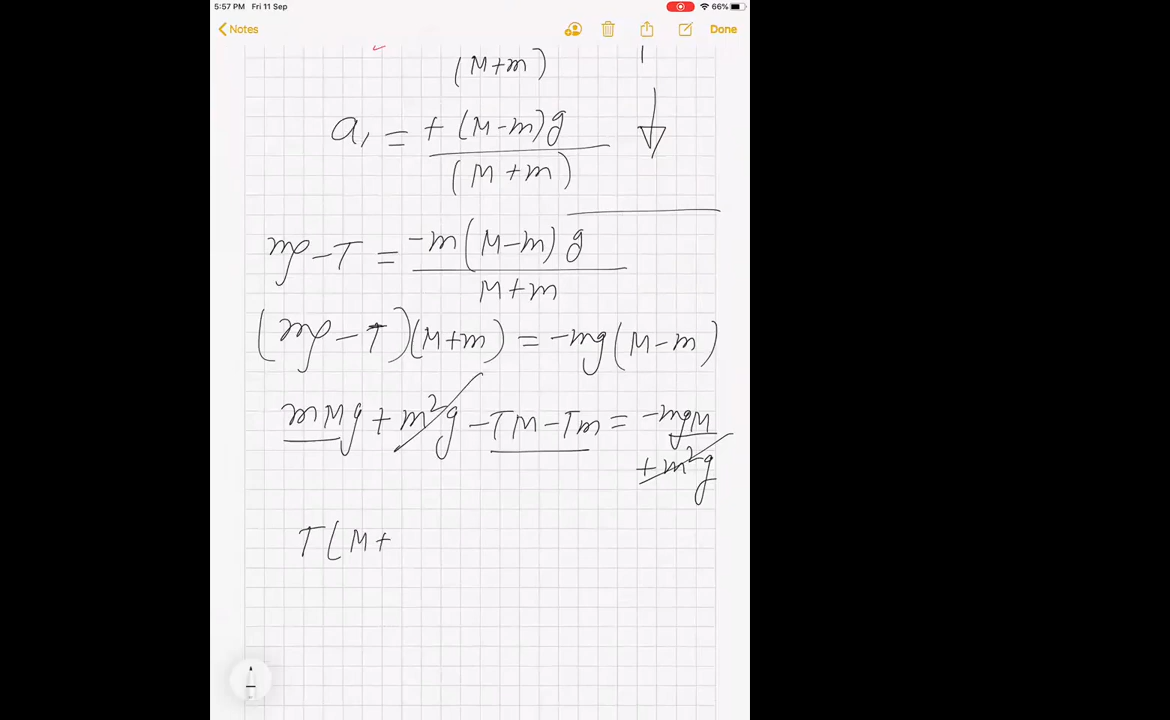 5:57 PM Fri 11 Sep 66%
Notes Done
(M+m)
a₁ = + (M-m)g
(M+m)
mg - T = -m(M-m)g
M+m
(mg - T)(M+m) = -mg(M-m)
mMg + m²g - TM - Tm = -mgM
+m²g
T(M+